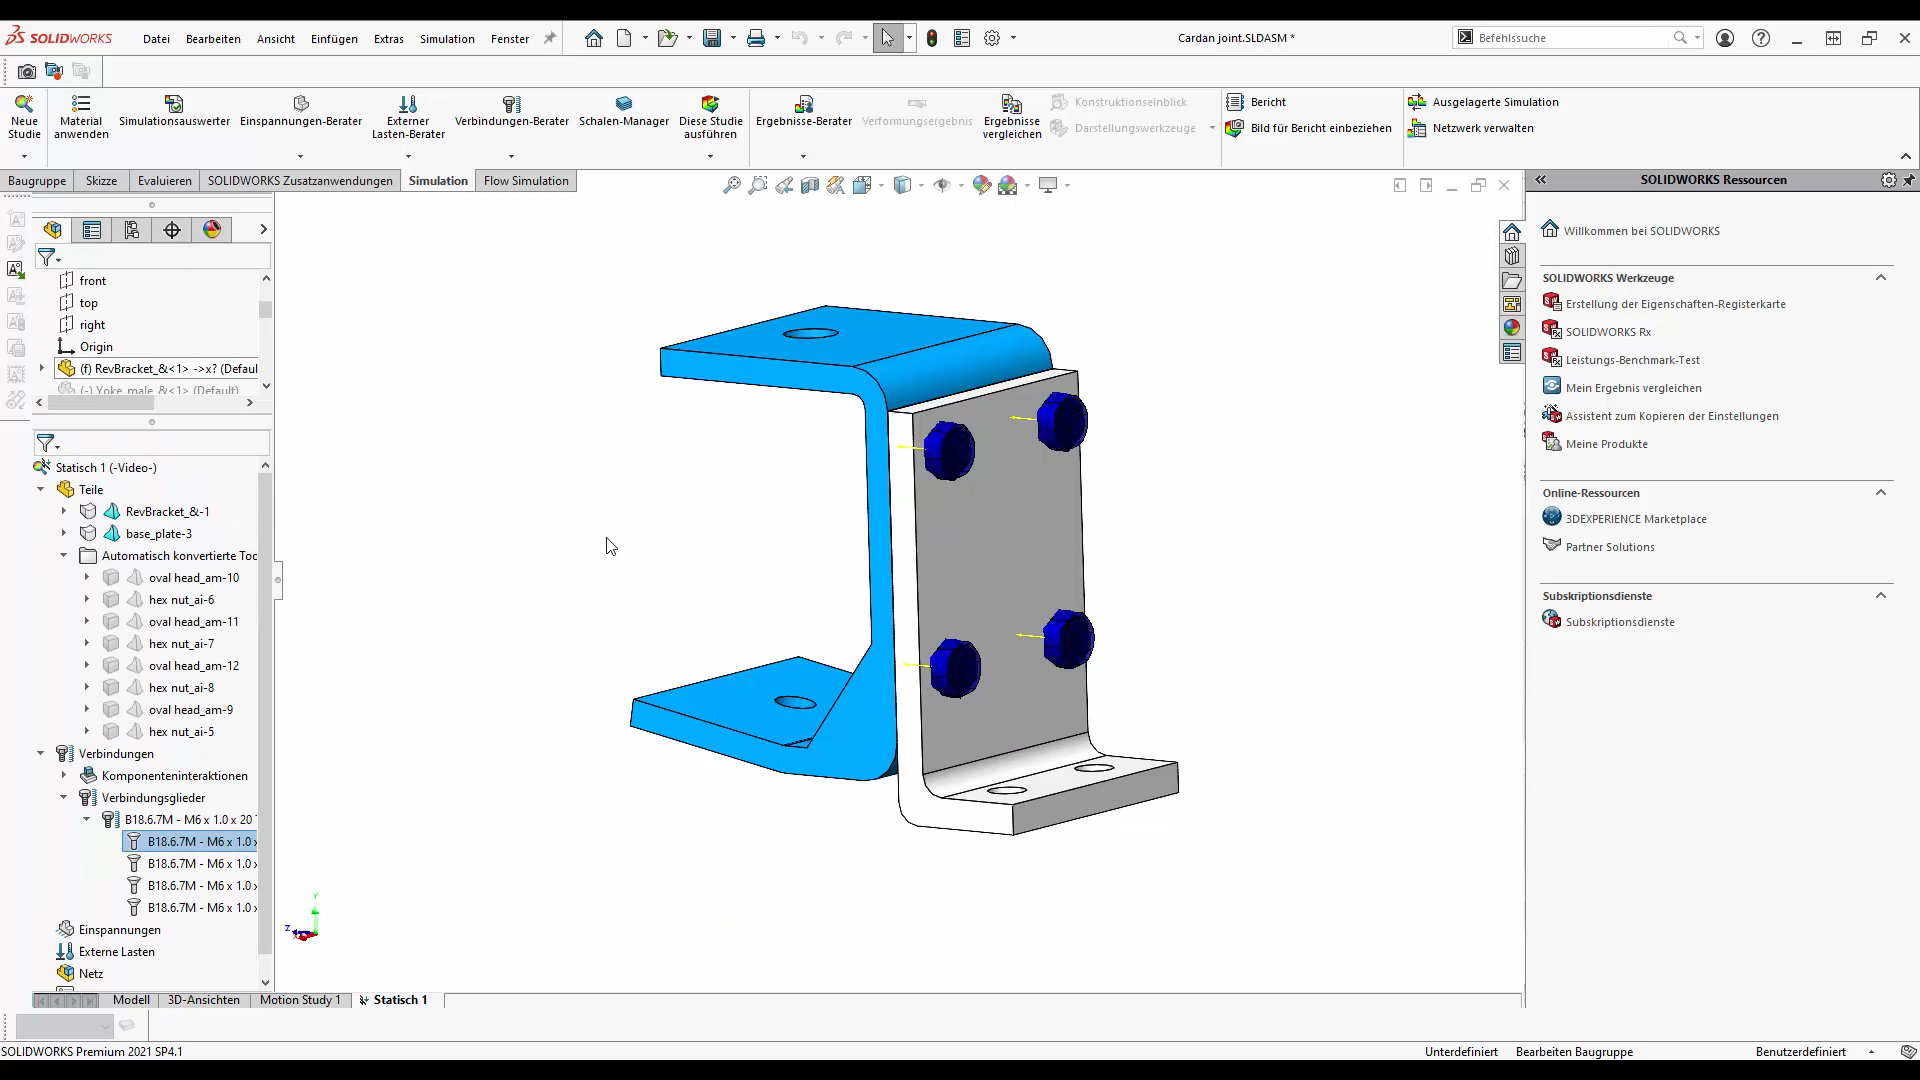 SOLIDWORKS
Datei
Bearbeiten
Ansicht
Einfügen
Extras
Simulation
Fenster
Cardan joint.SLDASM *
Befehlssuche
Neue Studie
Material anwenden
Simulationsauswerter
Einspannungen-Berater
Externer Lasten-Berater
Verbindungen-Berater
Schalen-Manager
Diese Studie ausführen
Ergebnisse-Berater
Verformungsergebnis
Ergebnisse vergleichen
Konstruktionseinblick
Darstellungswerkzeuge
Bericht
Bild für Bericht einbeziehen
Ausgelagerte Simulation
Netzwerk verwalten
Baugruppe
Skizze
Evaluieren
SOLIDWORKS Zusatzanwendungen
Simulation
Flow Simulation
front
top
right
Origin
(f) RevBracket_&<1> ->x? (Defaul
(-) Yoke_male_&<1> (Default)
Statisch 1 (-Video-)
Teile
RevBracket_&-1
base_plate-3
Automatisch konvertierte Toc
oval head_am-10
hex nut_ai-6
oval head_am-11
hex nut_ai-7
oval head_am-12
hex nut_ai-8
oval head_am-9
hex nut_ai-5
Verbindungen
Komponenteninteraktionen
Verbindungsglieder
B18.6.7M - M6 x 1.0 x 20
B18.6.7M - M6 x 1.0 x
B18.6.7M - M6 x 1.0 x
B18.6.7M - M6 x 1.0 x
B18.6.7M - M6 x 1.0 x
Einspannungen
Externe Lasten
Netz
Y
Z
Modell
3D-Ansichten
Motion Study 1
Statisch 1
SOLIDWORKS Ressourcen
Willkommen bei SOLIDWORKS
SOLIDWORKS Werkzeuge
Erstellung der Eigenschaften-Registerkarte
SOLIDWORKS Rx
Leistungs-Benchmark-Test
Mein Ergebnis vergleichen
Assistent zum Kopieren der Einstellungen
Meine Produkte
Online-Ressourcen
3DEXPERIENCE Marketplace
Partner Solutions
Subskriptionsdienste
Subskriptionsdienste
SOLIDWORKS Premium 2021 SP4.1
Unterdefiniert
Bearbeiten Baugruppe
Benutzerdefiniert